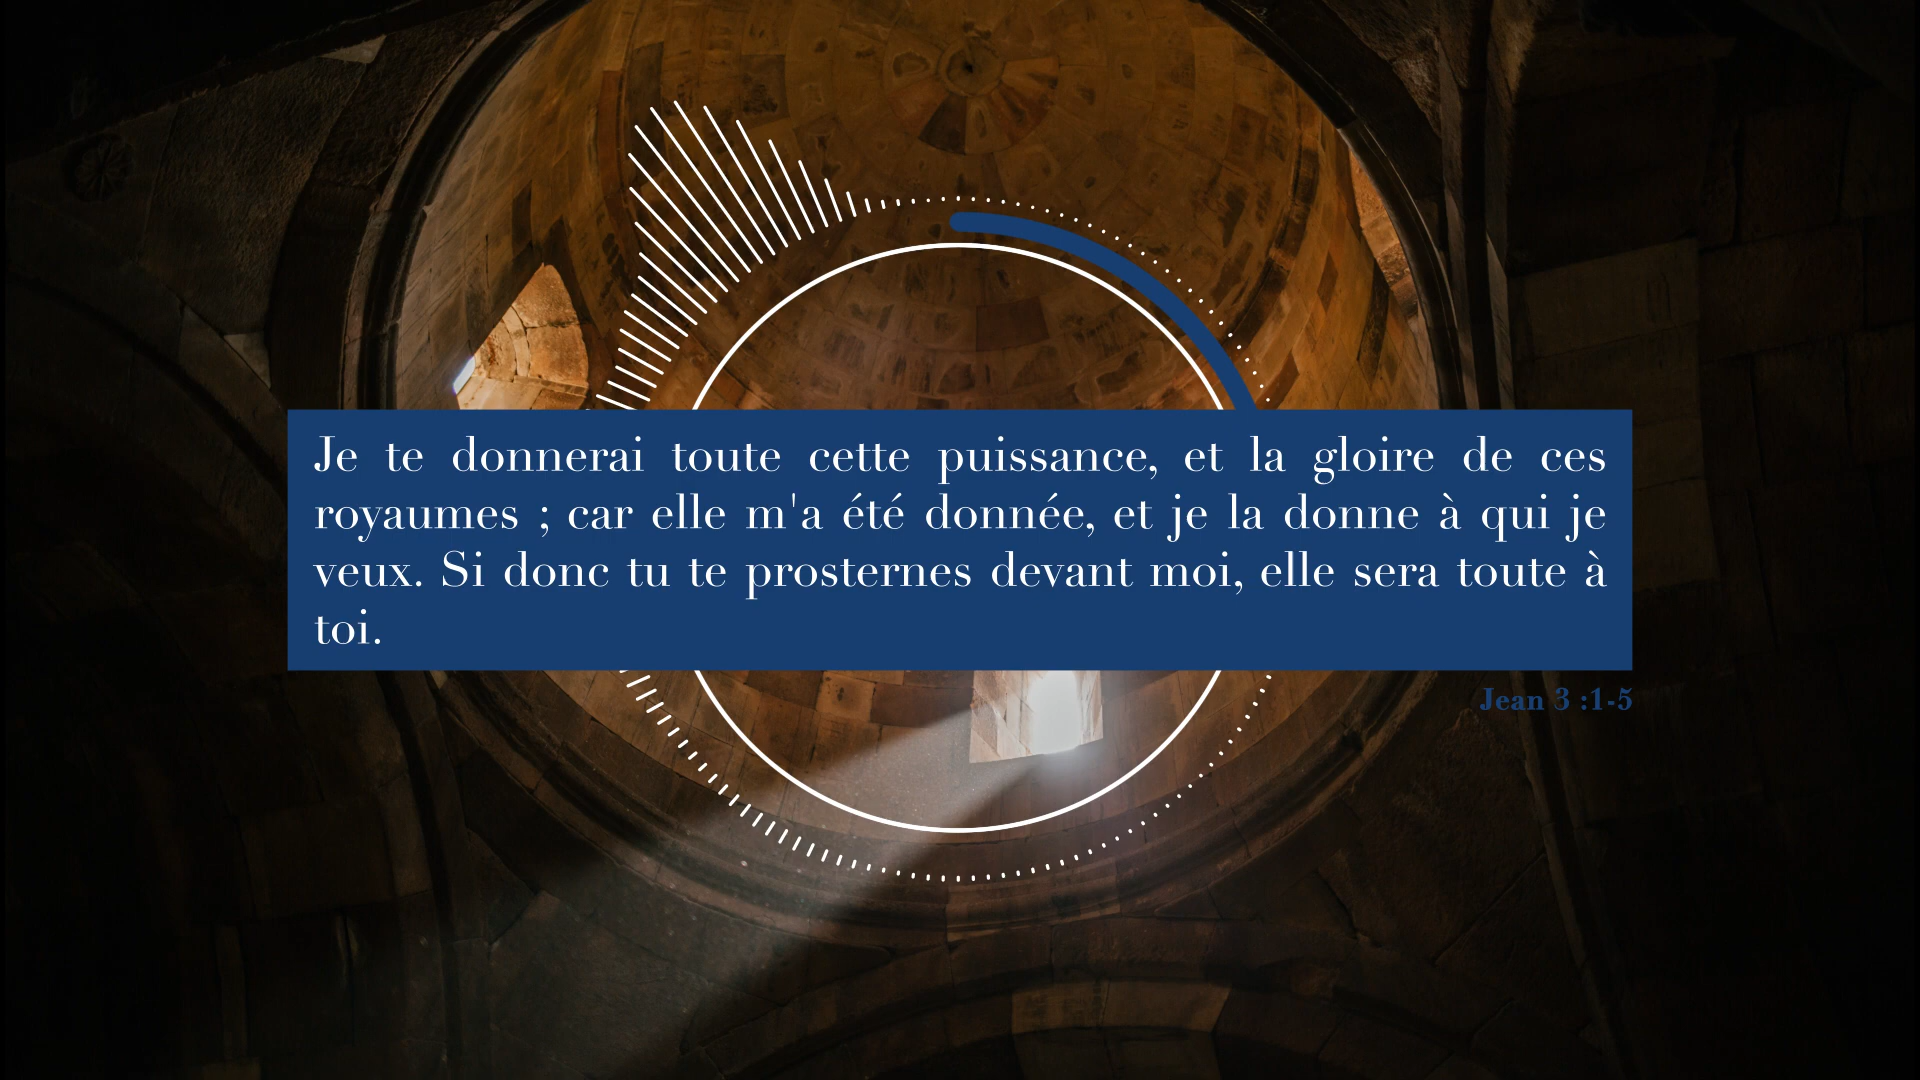 Je te donnerai toute cette puissance, et la gloire de ces
royaumes ; car elle m'a été donnée, et je la donne à qui je
veux. Si donc tu te prosternes devant moi, elle sera toute à
toi.
Jean 3 :1-5